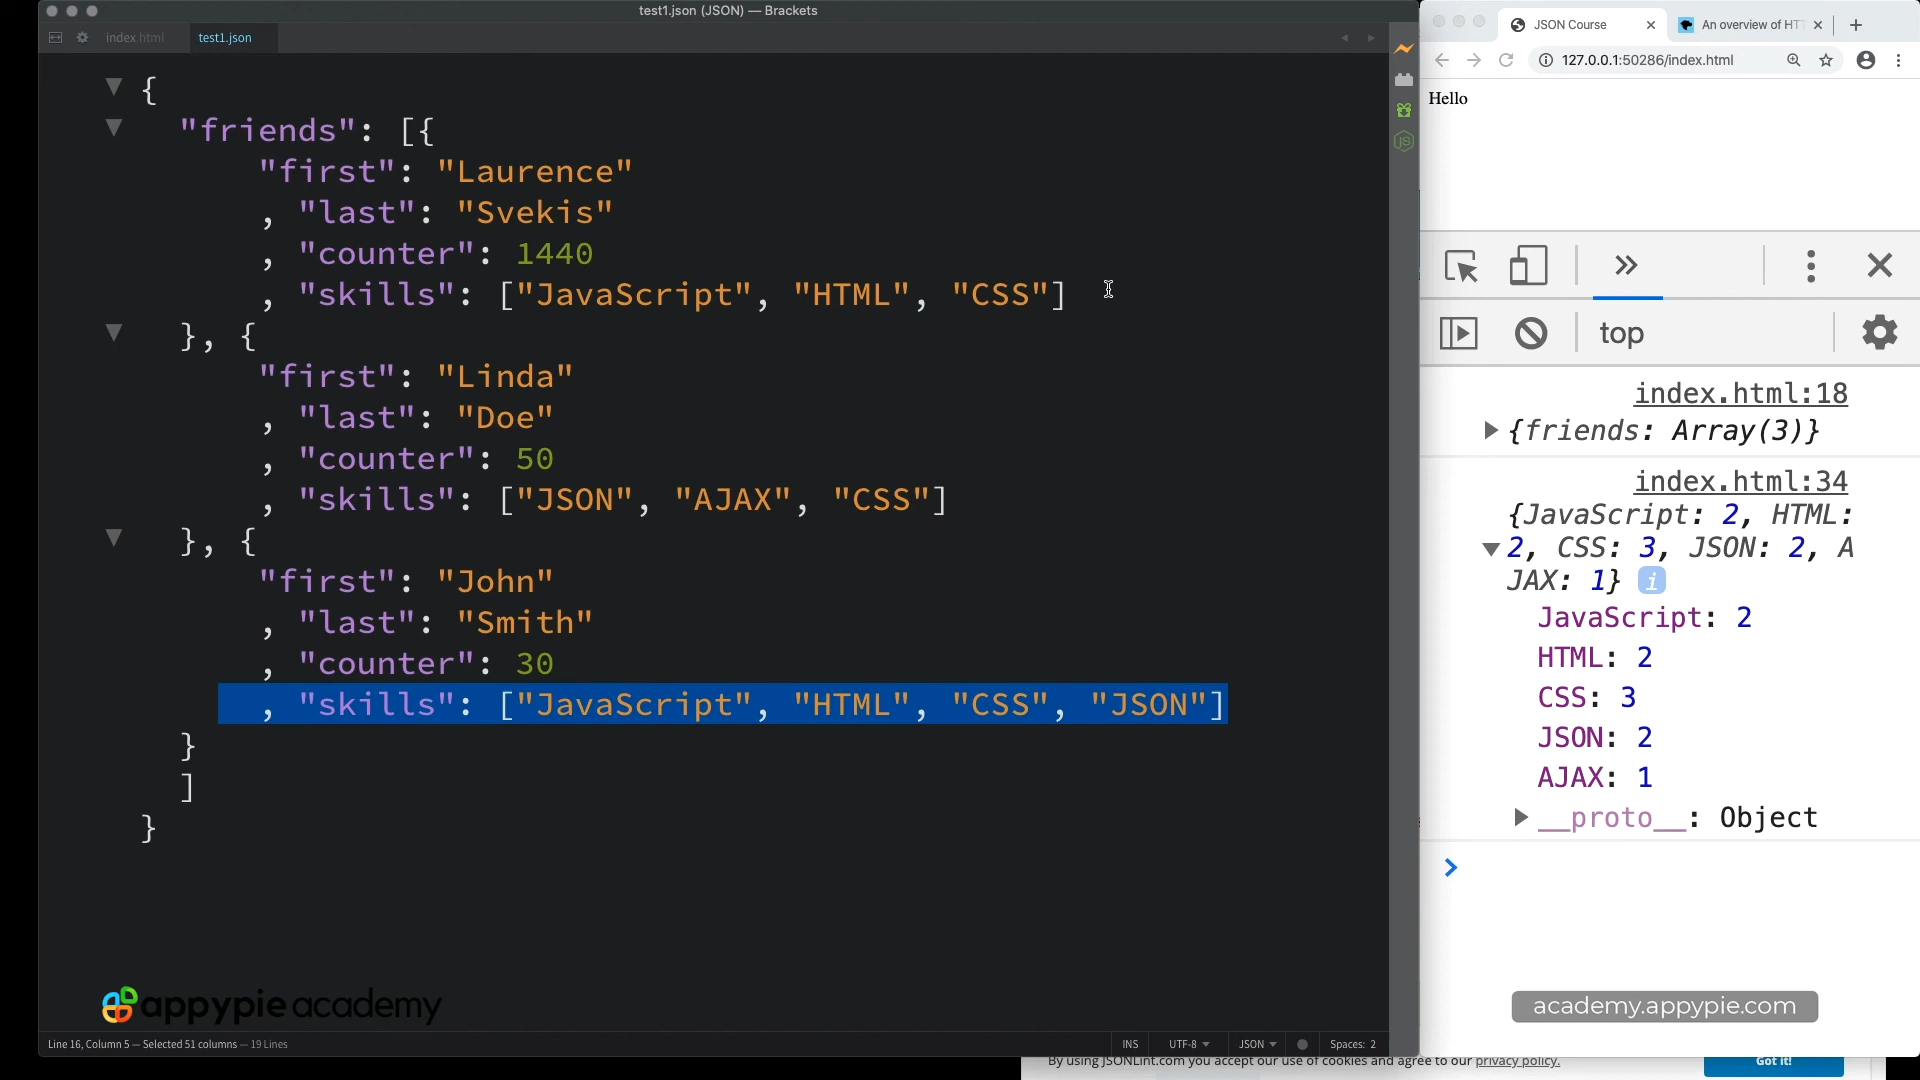 test1.json (JSON) — Brackets
index.html
test1.json
{
"friends": [{
"first": "Laurence"
, "last": "Svekis"
, "counter": 1440
, "skills": ["JavaScript", "HTML", "CSS"]
}, {
"first": "Linda"
, "last": "Doe"
, "counter": 50
, "skills": ["JSON", "AJAX", "CSS"]
}, {
"first": "John"
, "last": "Smith"
, "counter": 30
, "skills": ["JavaScript", "HTML", "CSS", "JSON"]
}
]
}
appypie academy
Line 16, Column 5 — Selected 51 columns — 19 Lines
INS UTF-8 JSON Spaces: 2
JSON Course
An overview of HT
127.0.0.1:50286/index.html
Hello
top
index.html:18
{friends: Array(3)}
index.html:34
{JavaScript: 2, HTML:
2, CSS: 3, JSON: 2, A
JAX: 1} i
JavaScript: 2
HTML: 2
CSS: 3
JSON: 2
AJAX: 1
__proto__: Object
academy.appypie.com
By using JSONLint.com you accept our use of cookies and agree to our privacy policy.
Got it!